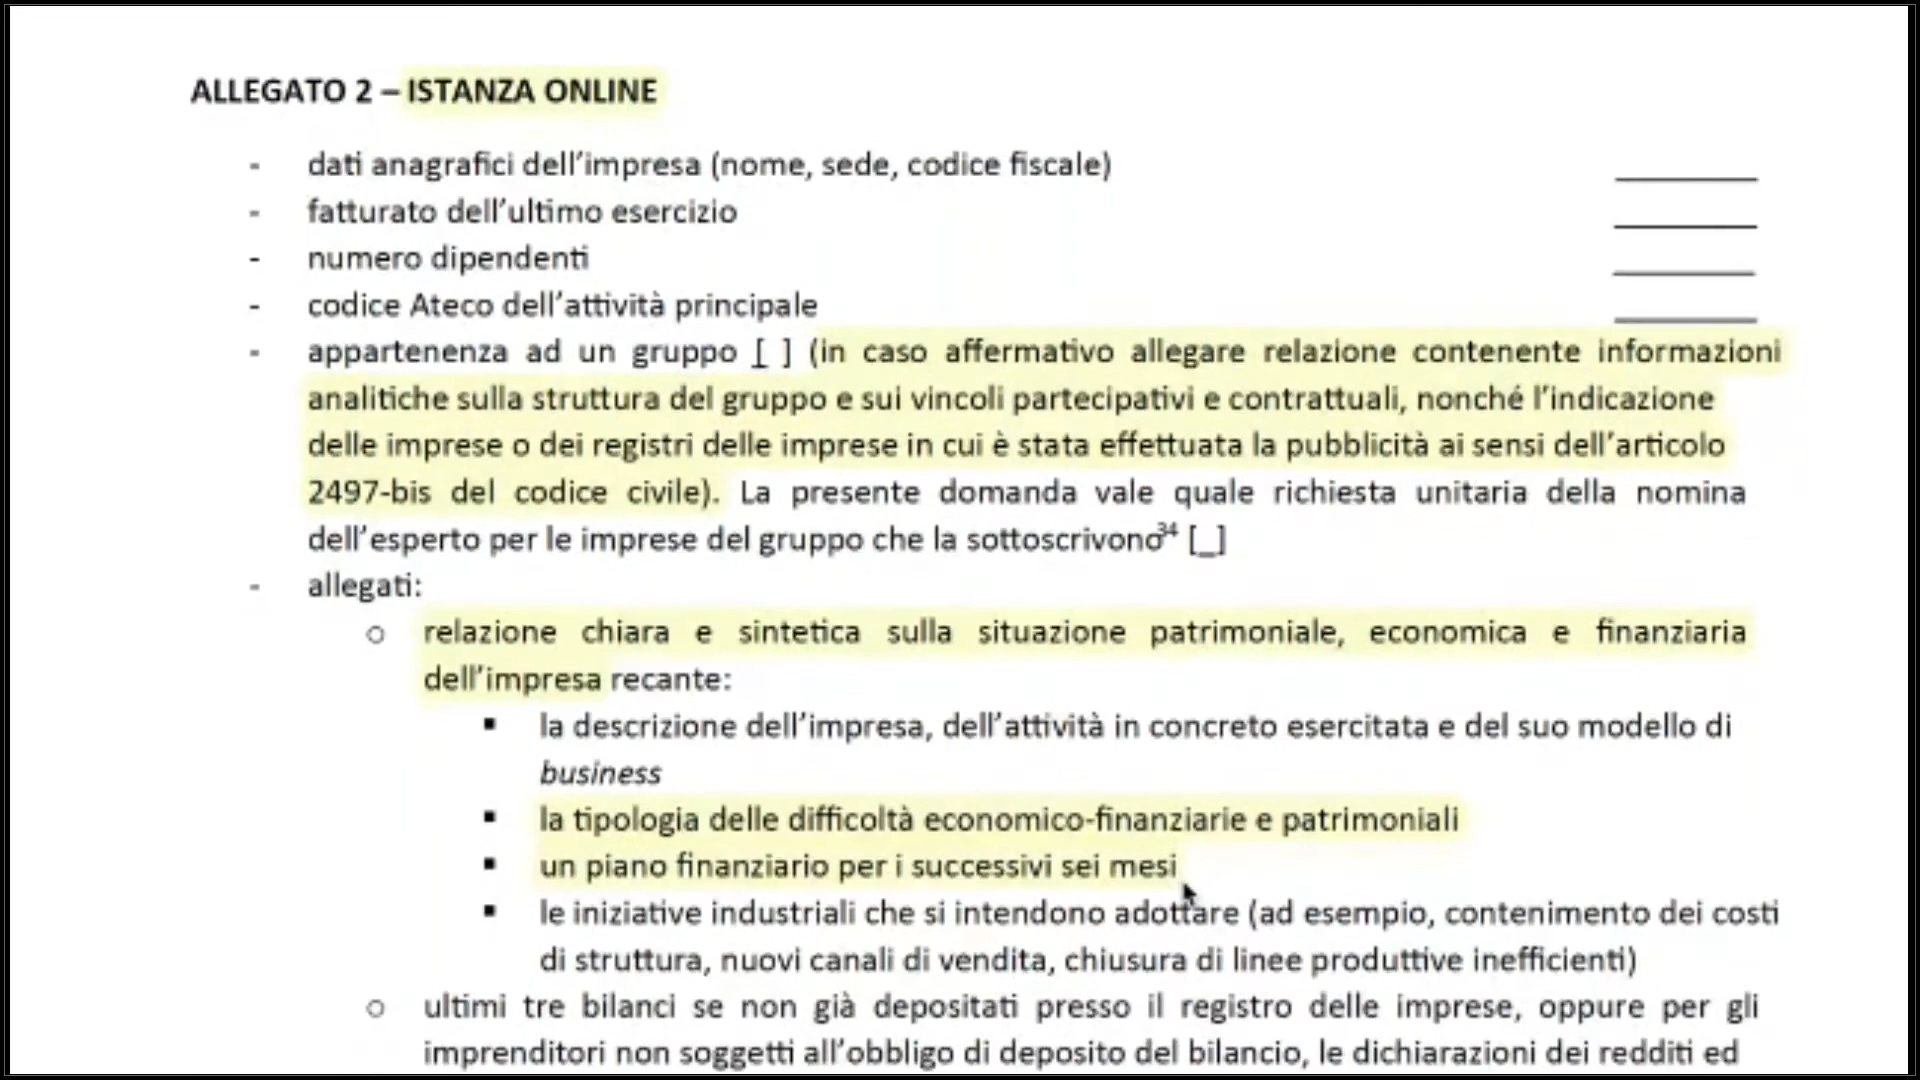 ALLEGATO 2 – ISTANZA ONLINE
- dati anagrafici dell'impresa (nome, sede, codice fiscale) ________
- fatturato dell'ultimo esercizio ________
- numero dipendenti ________
- codice Ateco dell'attività principale ________
- appartenenza ad un gruppo [ ] (in caso affermativo allegare relazione contenente informazioni
analitiche sulla struttura del gruppo e sui vincoli partecipativi e contrattuali, nonché l'indicazione
delle imprese o dei registri delle imprese in cui è stata effettuata la pubblicità ai sensi dell'articolo
2497-bis del codice civile). La presente domanda vale quale richiesta unitaria della nomina
dell'esperto per le imprese del gruppo che la sottoscrivono³⁴ [_]
- allegati:
○ relazione chiara e sintetica sulla situazione patrimoniale, economica e finanziaria
dell'impresa recante:
▪ la descrizione dell'impresa, dell'attività in concreto esercitata e del suo modello di
business
▪ la tipologia delle difficoltà economico-finanziarie e patrimoniali
▪ un piano finanziario per i successivi sei mesi
▪ le iniziative industriali che si intendono adottare (ad esempio, contenimento dei costi
di struttura, nuovi canali di vendita, chiusura di linee produttive inefficienti)
○ ultimi tre bilanci se non già depositati presso il registro delle imprese, oppure per gli
imprenditori non soggetti all'obbligo di deposito del bilancio, le dichiarazioni dei redditi ed